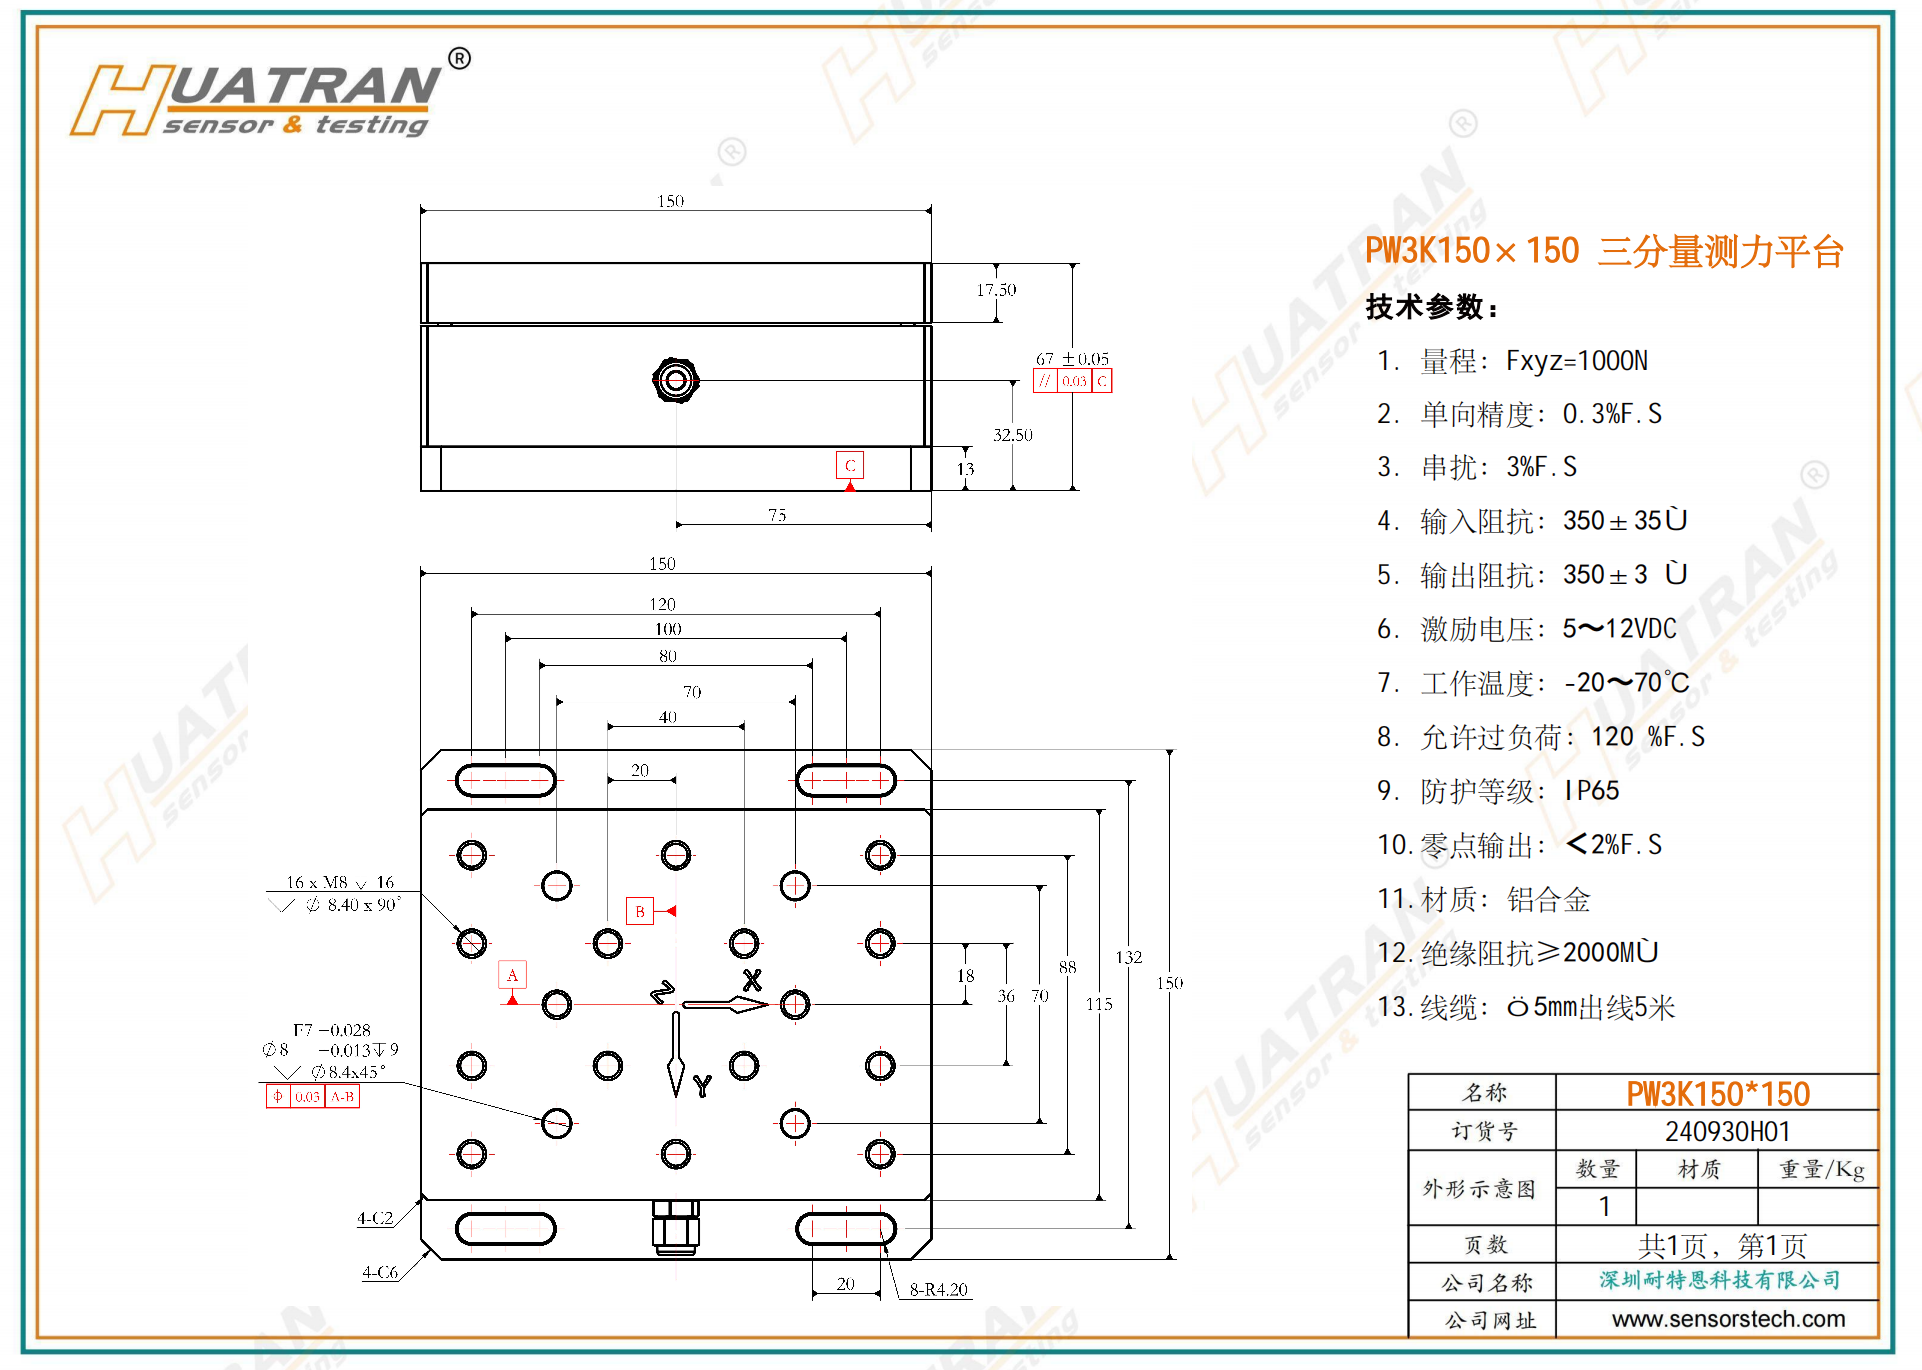 HUATRAN®
sensor & testing
150
17.50
67 ±0.05
// 0.03 C
32.50
13
C
75
150
120
100
80
70
40
20
16 x M8 ⌵ 16
⌵ ∅ 8.40 x 90°
B
A
X
Z
Y
F7 -0.028
∅8 -0.013↧9
⌵ ∅8.4x45°
ϕ 0.03 A-B
18
36
70
88
115
132
150
4-C2
4-C6
20
8-R4.20
PW3K150×150 三分量测力平台
技术参数：
1. 量程：Fxyz=1000N
2. 单向精度：0.3%F.S
3. 串扰：3%F.S
4. 输入阻抗：350±35Ù
5. 输出阻抗：350±3 Ù
6. 激励电压：5～12VDC
7. 工作温度：-20～70℃
8. 允许过负荷：120 %F.S
9. 防护等级：IP65
10.零点输出：<2%F.S
11.材质：铝合金
12.绝缘阻抗≥2000MÙ
13.线缆：Ö5mm出线5米
名称 PW3K150*150
订货号 240930H01
外形示意图 数量 材质 重量/Kg
1
页数 共1页，第1页
公司名称 深圳耐特恩科技有限公司
公司网址 www.sensorstech.com